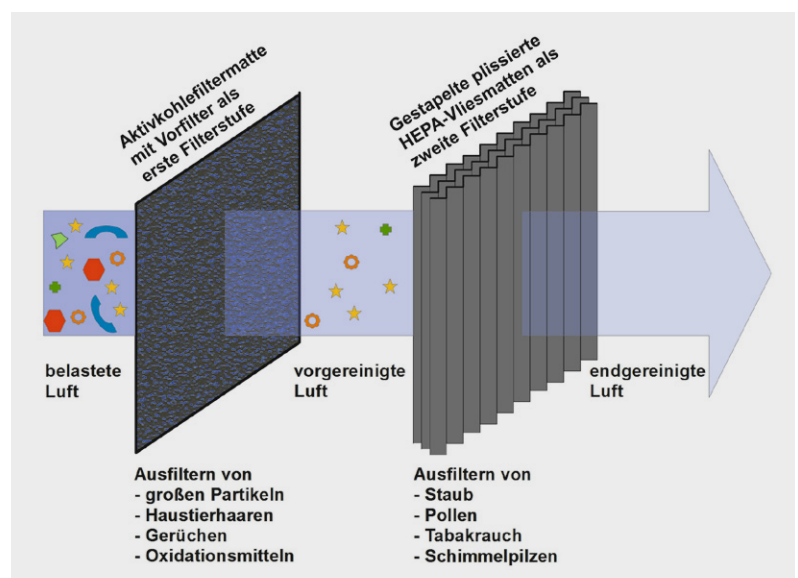 Aktivkohlefiltermatte
mit Vorfilter als
erste Filterstufe
Gestapelte plissierte
HEPA-Vliesmatten als
zweite Filterstufe
belastete
Luft
vorgereinigte
Luft
endgereinigte
Luft
Ausfiltern von
- großen Partikeln
- Haustierhaaren
- Gerüchen
- Oxidationsmitteln
Ausfiltern von
- Staub
- Pollen
- Tabakrauch
- Schimmelpilzen